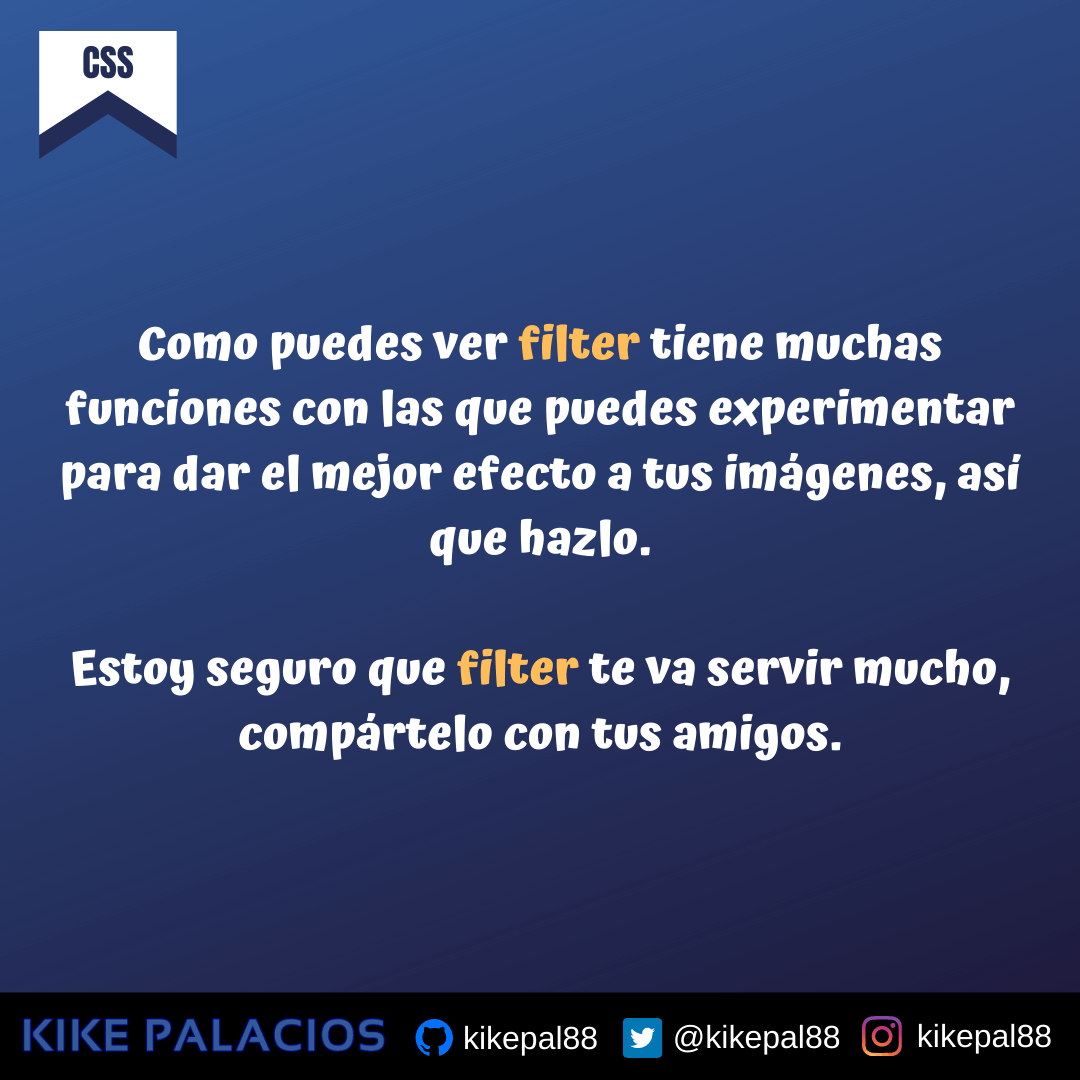 CSS
Como puedes ver filter tiene muchas
funciones con las que puedes experimentar
para dar el mejor efecto a tus imágenes, así
que hazlo.
Estoy seguro que filter te va servir mucho,
compártelo con tus amigos.
KIKE PALACIOS kikepal88 @kikepal88 kikepal88